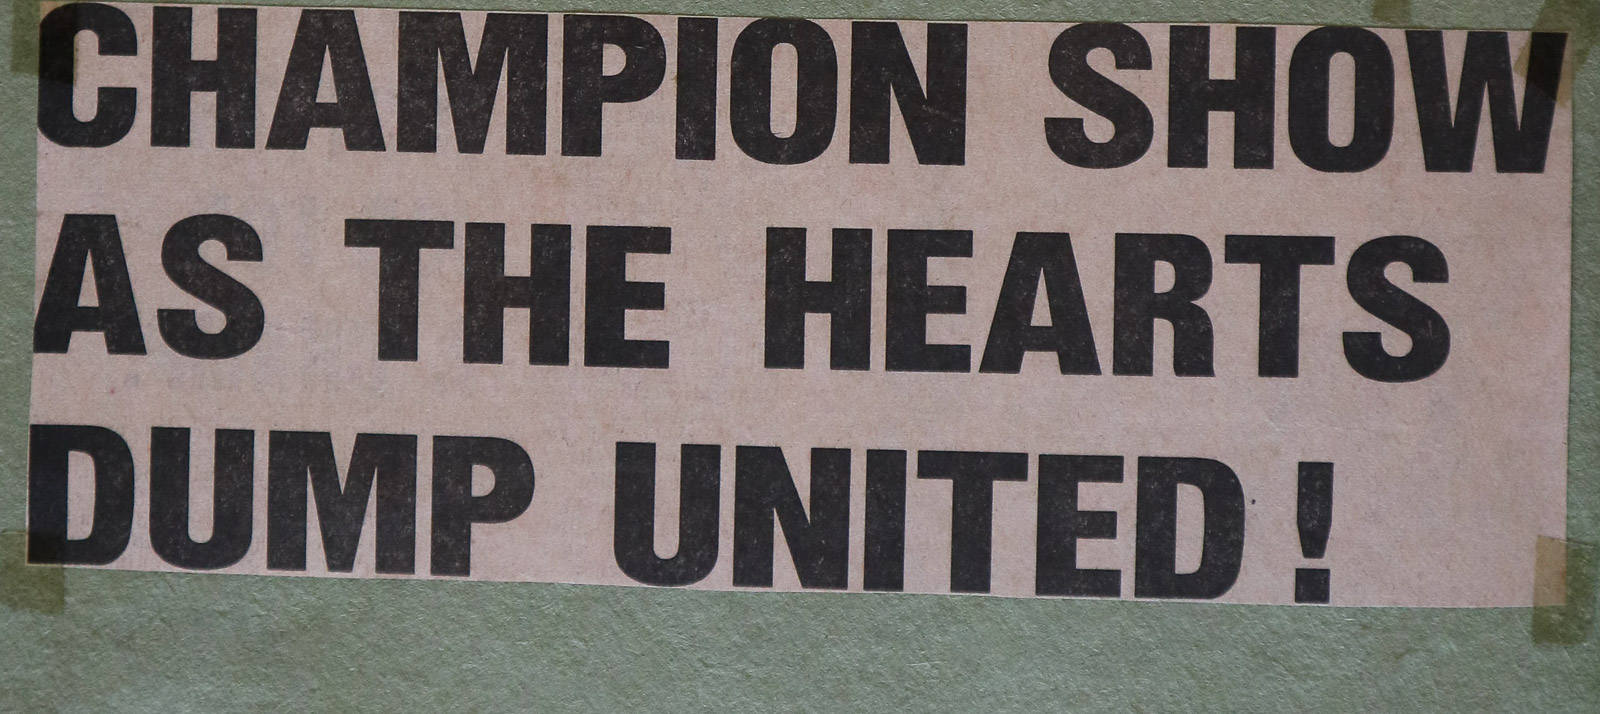 CHAMPION SHOW
AS THE HEARTS
DUMP UNITED!